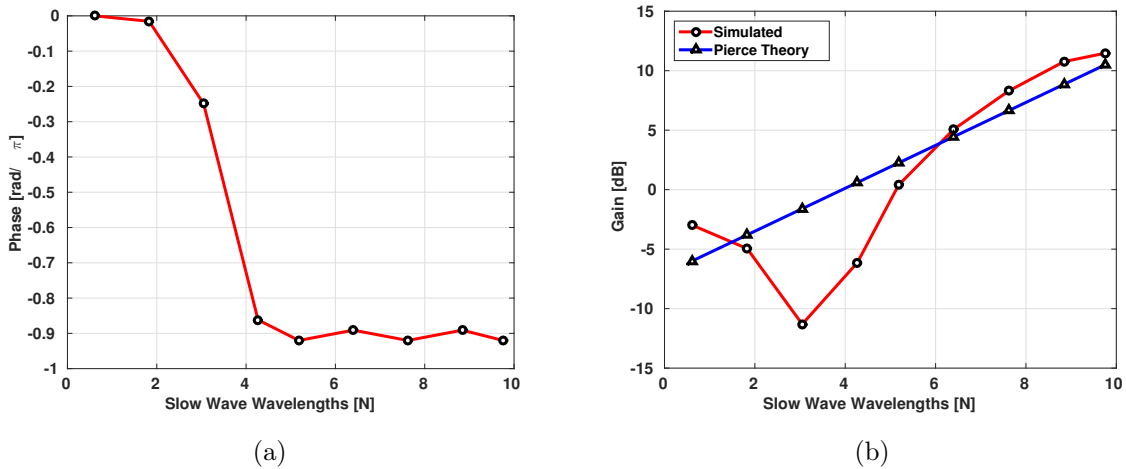 0
-0.1
-0.2
-0.3
-0.4
-0.5
-0.6
-0.7
-0.8
-0.9
-1
Phase [rad/ π]
0 2 4 6 8 10
Slow Wave Wavelengths [N]
(a)
15
10
5
0
-5
-10
-15
Gain [dB]
Simulated
Pierce Theory
0 2 4 6 8 10
Slow Wave Wavelengths [N]
(b)